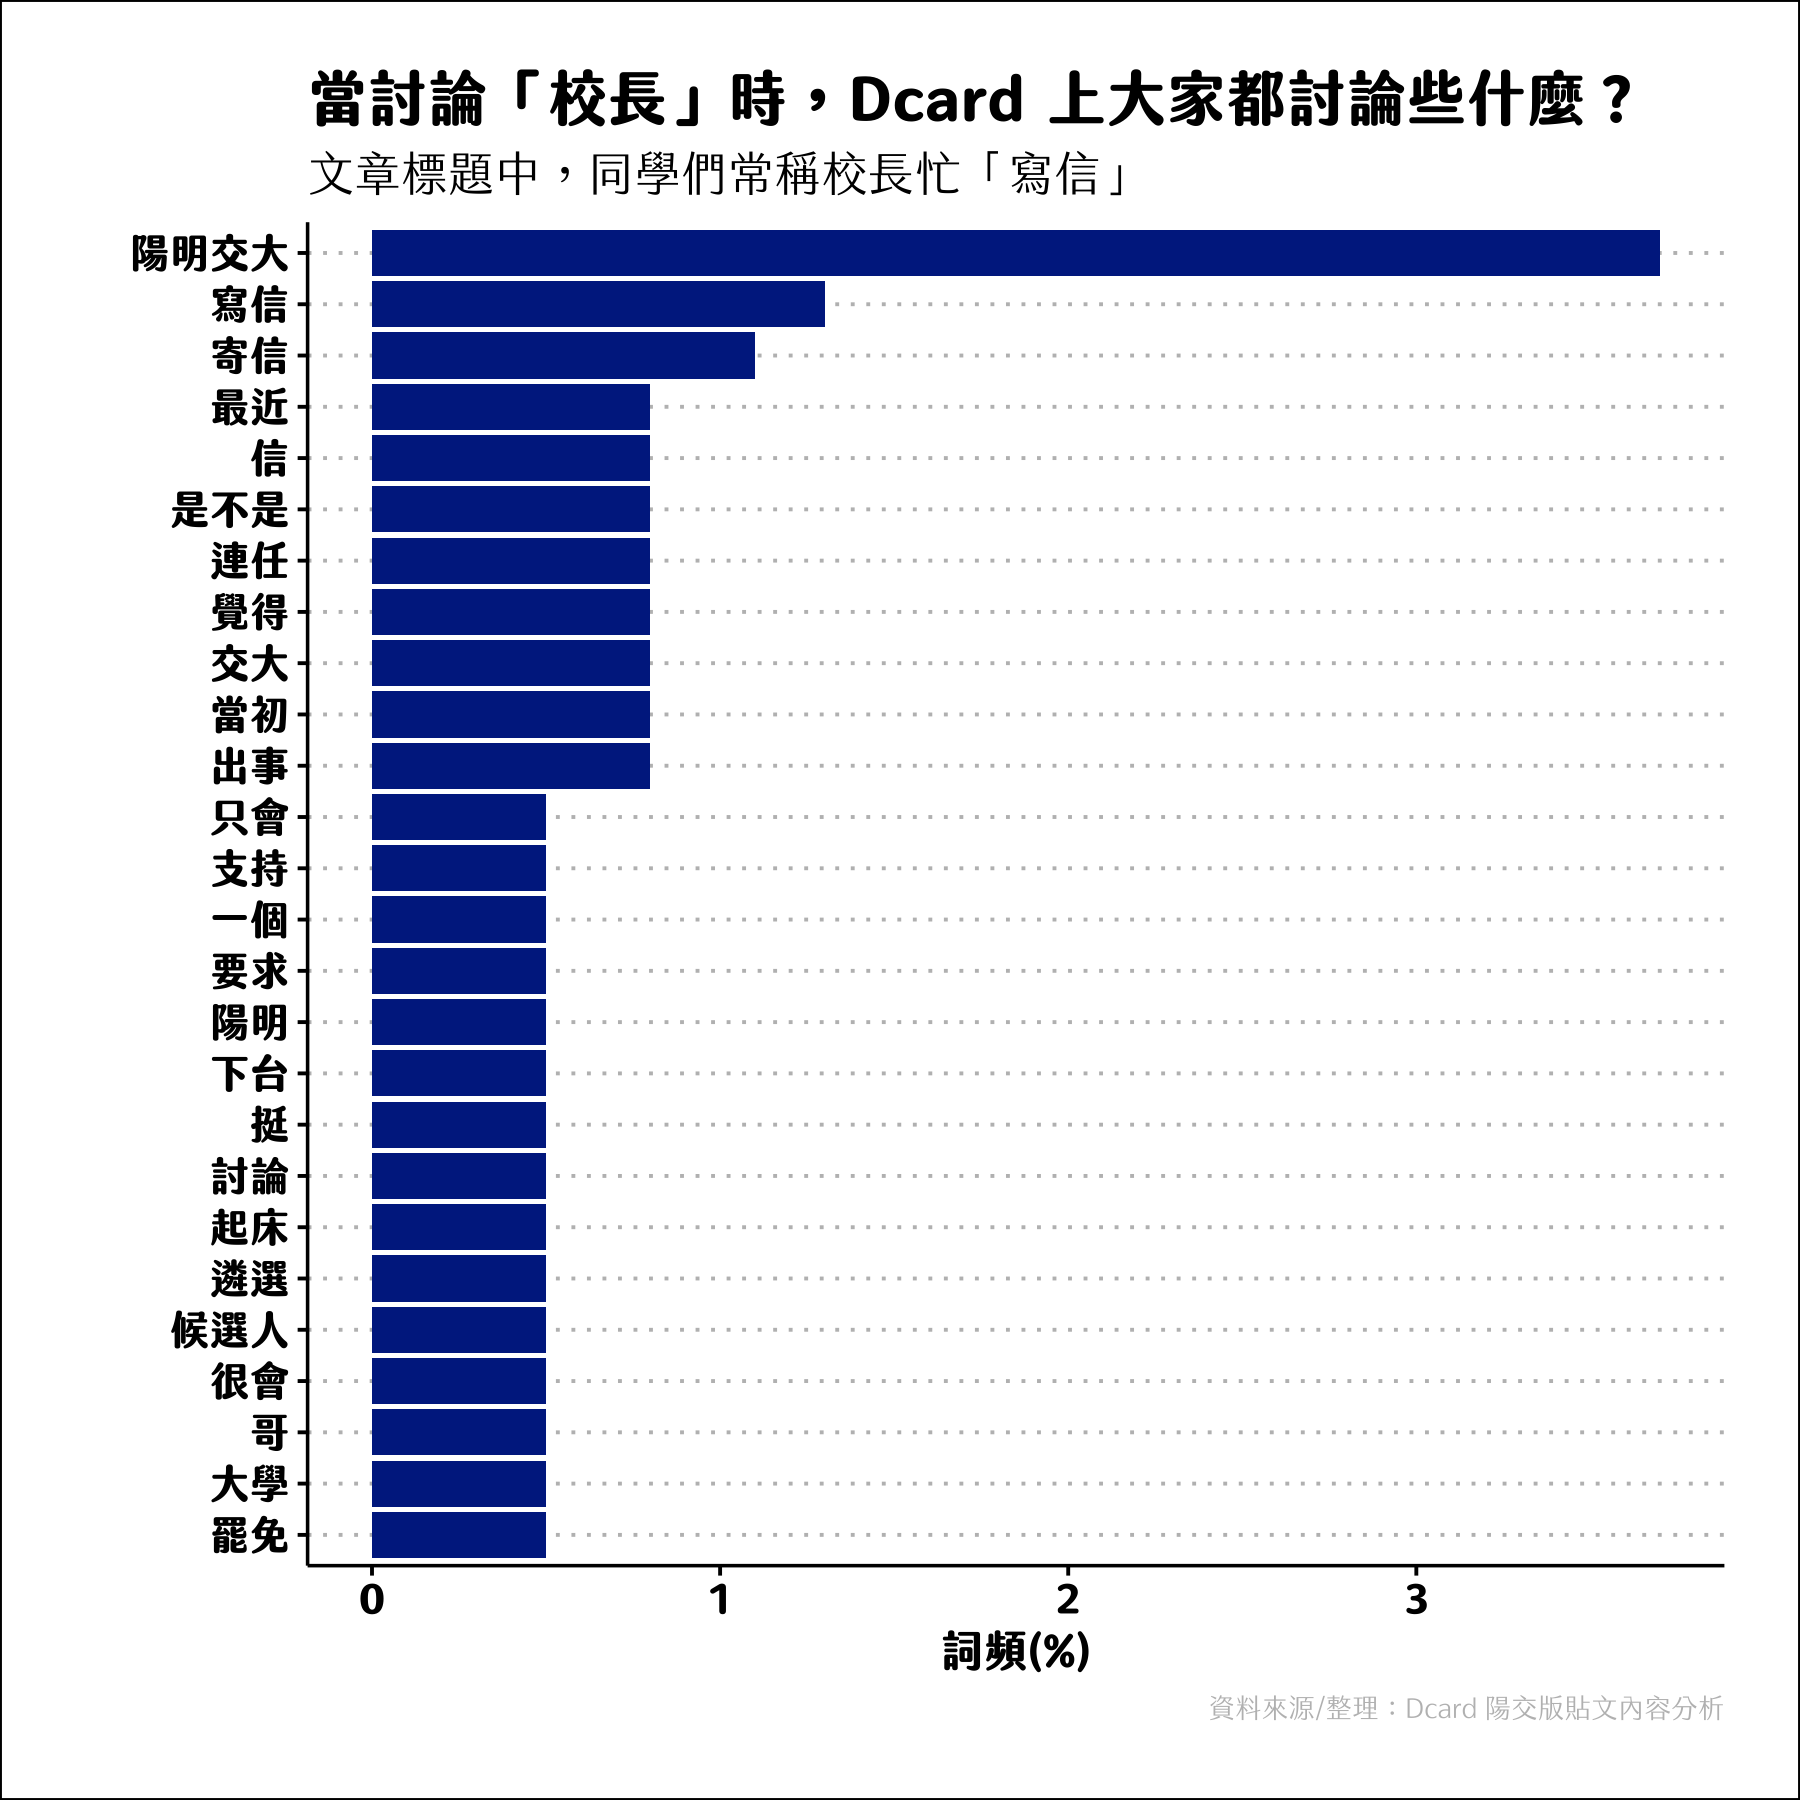 當討論「校長」時，Dcard 上大家都討論些什麼？
文章標題中，同學們常稱校長忙「寫信」
陽明交大
寫信
寄信
最近
信
是不是
連任
覺得
交大
當初
出事
只會
支持
一個
要求
陽明
下台
挺
討論
起床
遴選
候選人
很會
哥
大學
罷免
0 1 2 3
詞頻(%)
資料來源/整理：Dcard 陽交版貼文內容分析